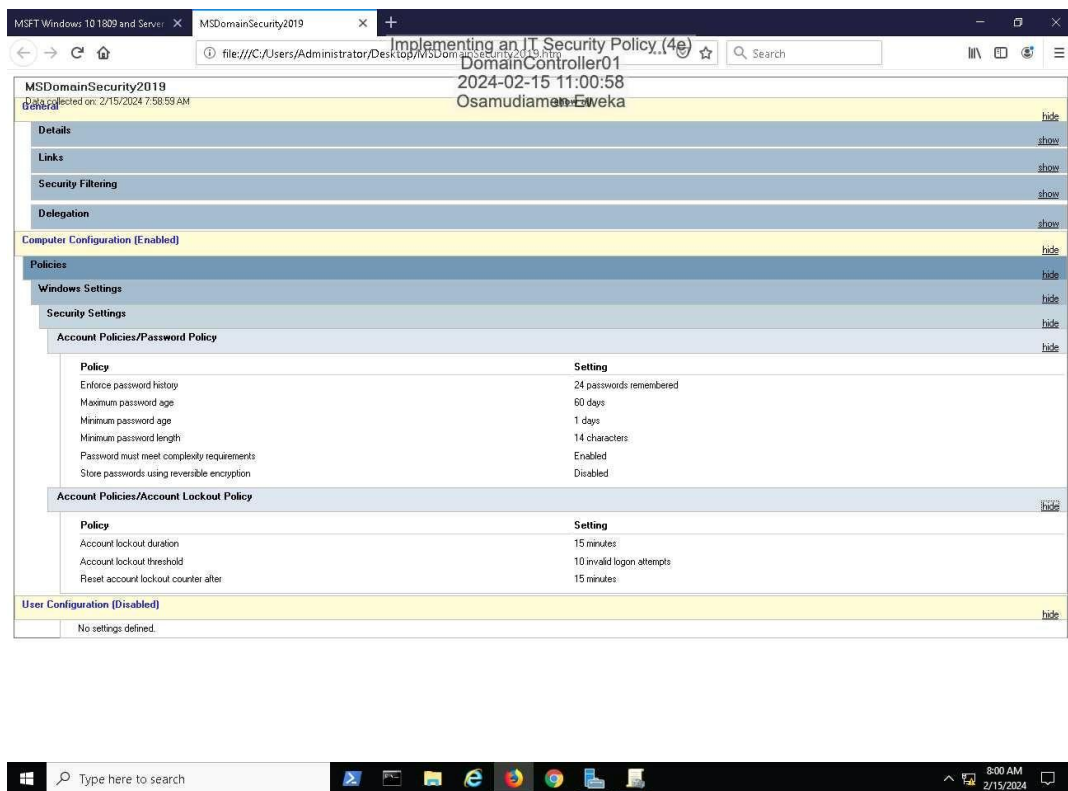 MSFT Windows 10 1809 and Server
MSDomainSecurity2019
file:///C:/Users/Administrator/Desktop/MSDomainSecurity2019.htm
Search
Implementing an IT Security Policy (4e)
DomainController01
2024-02-15 11:00:58
Osamudiamen Eweka
MSDomainSecurity2019
Data collected on: 2/15/2024 7:58:59 AM
General hide
Details show
Links show
Security Filtering show
Delegation show
Computer Configuration (Enabled) hide
Policies hide
Windows Settings hide
Security Settings hide
Account Policies/Password Policy hide
Policy Setting
Enforce password history 24 passwords remembered
Maximum password age 60 days
Minimum password age 1 days
Minimum password length 14 characters
Password must meet complexity requirements Enabled
Store passwords using reversible encryption Disabled
Account Policies/Account Lockout Policy hide
Policy Setting
Account lockout duration 15 minutes
Account lockout threshold 10 invalid logon attempts
Reset account lockout counter after 15 minutes
User Configuration (Disabled) hide
No settings defined.
Type here to search
8:00 AM
2/15/2024